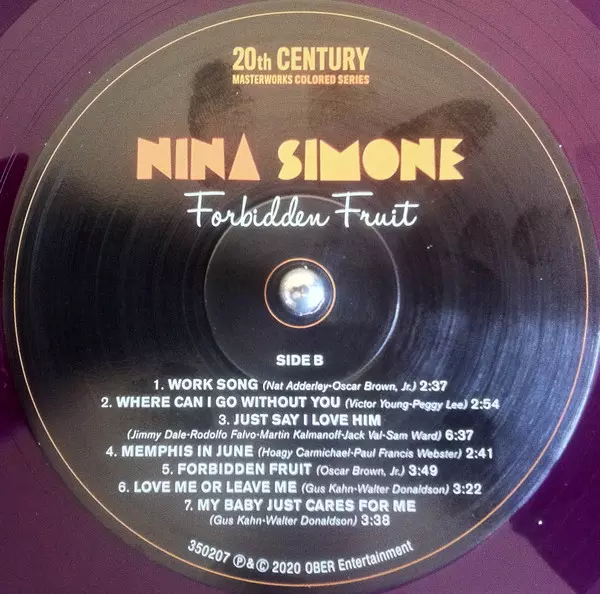 20th CENTURY
MASTERWORKS COLORED SERIES
NINA SIMONE
Forbidden Fruit
SIDE B
1. WORK SONG (Nat Adderley-Oscar Brown, Jr.) 2:37
2. WHERE CAN I GO WITHOUT YOU (Victor Young-Peggy Lee) 2:54
3. JUST SAY I LOVE HIM
(Jimmy Dale-Rodolfo Falvo-Martin Kalmanoff-Jack Val-Sam Ward) 6:37
4. MEMPHIS IN JUNE (Hoagy Carmichael-Paul Francis Webster) 2:41
5. FORBIDDEN FRUIT (Oscar Brown, Jr.) 3:49
6. LOVE ME OR LEAVE ME (Gus Kahn-Walter Donaldson) 3:22
7. MY BABY JUST CARES FOR ME
(Gus Kahn-Walter Donaldson) 3:38
350207 ℗ & © 2020 OBER Entertainment